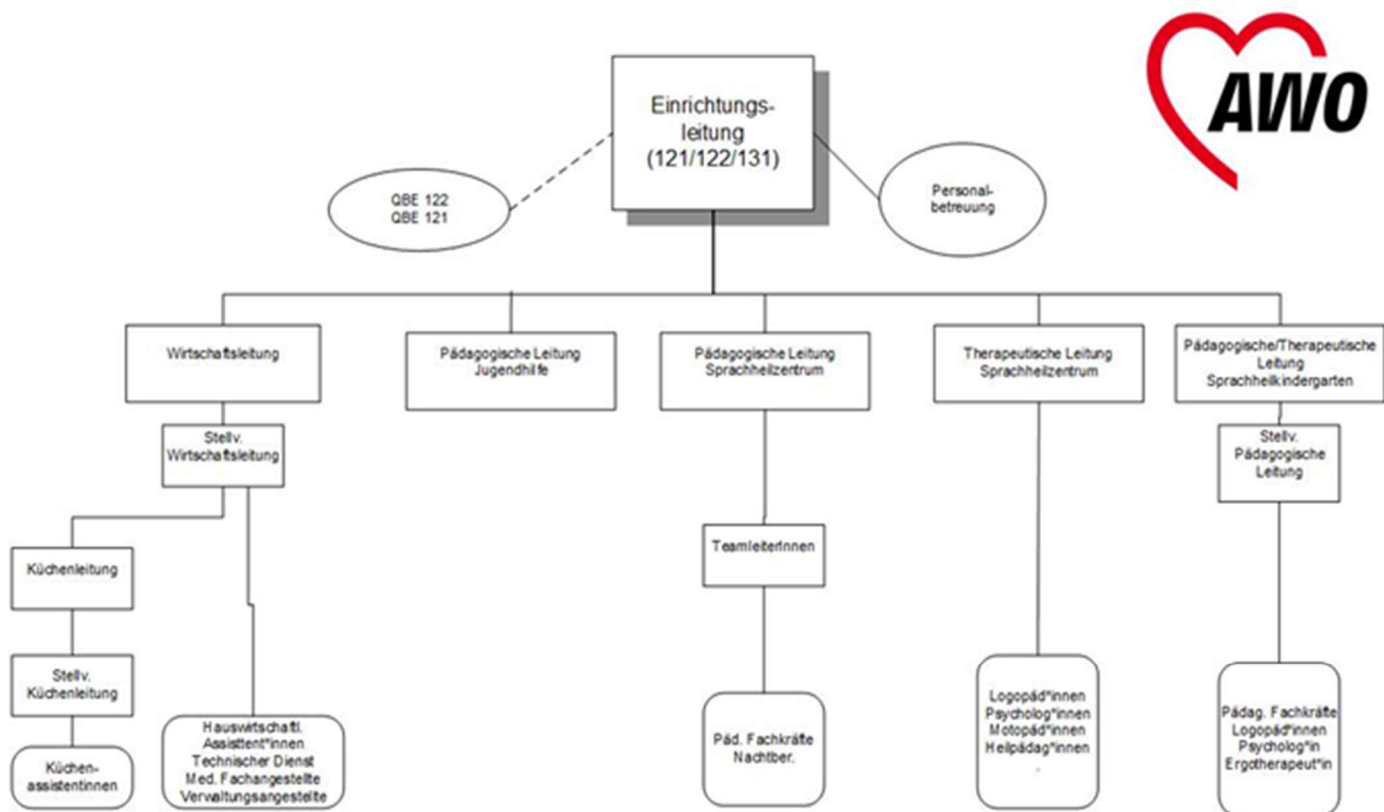 AWO
Einrichtungs-
leitung
(121/122/131)
QBE 122
QBE 121
Personal-
betreuung
Wirtschaftsleitung
Pädagogische Leitung
Jugendhilfe
Pädagogische Leitung
Sprachheilzentrum
Therapeutische Leitung
Sprachheilzentrum
Pädagogische/Therapeutische
Leitung
Sprachheilkindergarten
Stellv.
Wirtschaftsleitung
Stellv.
Pädagogische
Leitung
TeamleiterInnen
Küchenleitung
Stellv.
Küchenleitung
Küchen-
assistentinnen
Hauswirtschaftl.
Assisttent*innen
Technischer Dienst
Med. Fachangestellte
Verwaltungsangestellte
Päd. Fachkräfte
Nachtber.
Logopäd*innen
Psycholog*innen
Motopäd*innen
Heilpädag*innen
.
Pädag. Fachkräfte
Logopäd*innen
Psycholog*in
Ergotherapeut*in